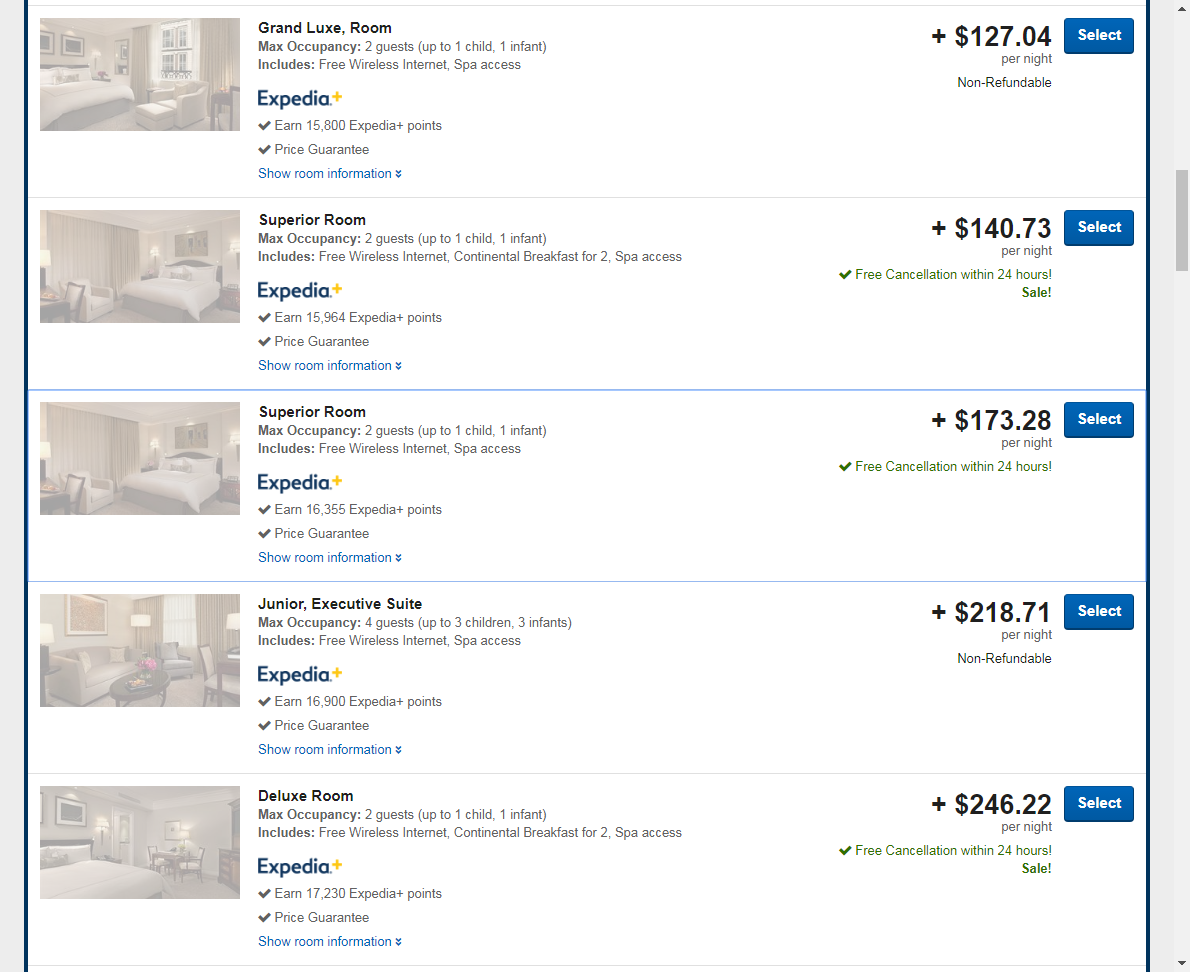 Grand Luxe, Room
Max Occupancy: 2 guests (up to 1 child, 1 infant)
Includes: Free Wireless Internet, Spa access
Expedia.+
Earn 15,800 Expedia+ points
Price Guarantee
Show room information
+ $127.04
per night
Non-Refundable
Select
Superior Room
Max Occupancy: 2 guests (up to 1 child, 1 infant)
Includes: Free Wireless Internet, Continental Breakfast for 2, Spa access
Expedia.+
Earn 15,964 Expedia+ points
Price Guarantee
Show room information
+ $140.73
per night
Free Cancellation within 24 hours!
Sale!
Select
Superior Room
Max Occupancy: 2 guests (up to 1 child, 1 infant)
Includes: Free Wireless Internet, Spa access
Expedia.+
Earn 16,355 Expedia+ points
Price Guarantee
Show room information
+ $173.28
per night
Free Cancellation within 24 hours!
Select
Junior, Executive Suite
Max Occupancy: 4 guests (up to 3 children, 3 infants)
Includes: Free Wireless Internet, Spa access
Expedia.+
Earn 16,900 Expedia+ points
Price Guarantee
Show room information
+ $218.71
per night
Non-Refundable
Select
Deluxe Room
Max Occupancy: 2 guests (up to 1 child, 1 infant)
Includes: Free Wireless Internet, Continental Breakfast for 2, Spa access
Expedia.+
Earn 17,230 Expedia+ points
Price Guarantee
Show room information
+ $246.22
per night
Free Cancellation within 24 hours!
Sale!
Select